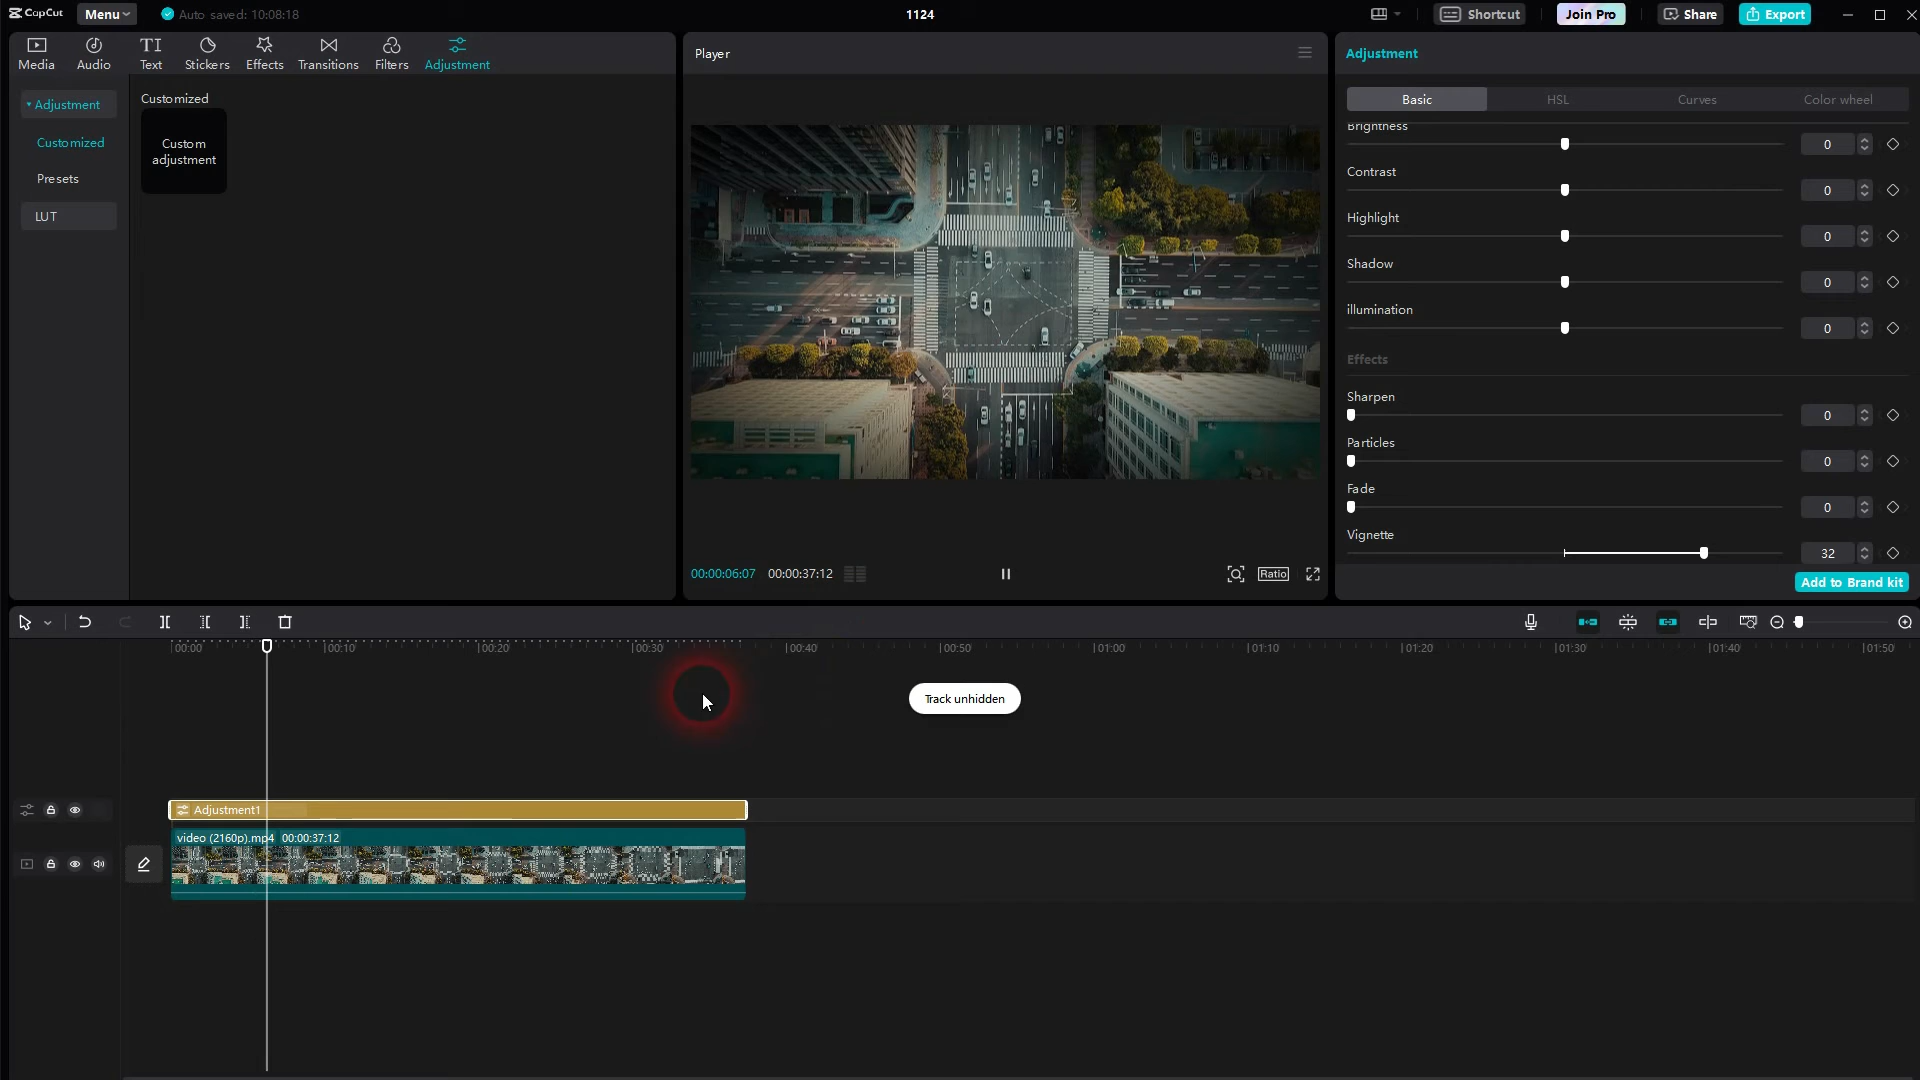 CapCut
Menu
Auto saved: 10:08:18
1124
Shortcut
Join Pro
Share
Export
Media
Audio
TI
Text
Stickers
Effects
Transitions
Filters
Adjustment
Player
Adjustment
Adjustment
Customized
Presets
LUT
Customized
Custom
adjustment
Basic
HSL
Curves
Color wheel
Brightness
0
Contrast
0
Highlight
0
Shadow
0
illumination
0
Effects
Sharpen
0
Particles
0
Fade
0
Vignette
32
Add to Brand kit
00:00:06:07
00:00:37:12
Ratio
00:00
00:10
00:20
00:30
00:40
00:50
01:00
01:10
01:20
01:30
01:40
01:50
Track unhidden
Adjustment1
video (2160p).mp4 00:00:37:12